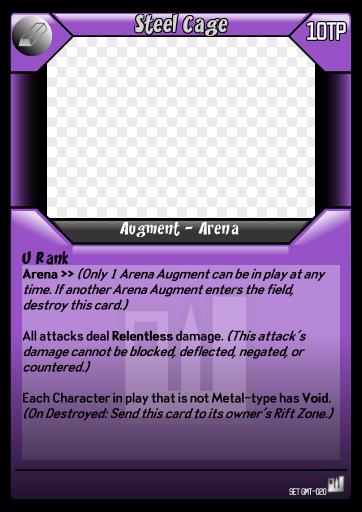 Steel Cage
10TP
Augment - Arena
U Rank
Arena >> (Only 1 Arena Augment can be in play at any
time. If another Arena Augment enters the field,
destroy this card.)
All attacks deal Relentless damage. (This attack's
damage cannot be blocked, deflected, negated, or
countered.)
Each Character in play that is not Metal-type has Void.
(On Destroyed: Send this card to its owner's Rift Zone.)
SET GMT-020